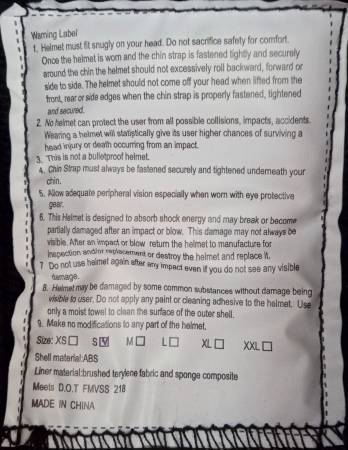 Warning Label
1. Helmet must fit snugly on your head. Do not sacrifice safety for comfort.
Once the helmet is worn and the chin strap is fastened tightly and securely
around the chin the helmet should not excessively roll backward, forward or
side to side. The helmet should not come off your head when lifted from the
front, rear or side edges when the chin strap is properly fastened, tightened
and secured.
2. No helmet can protect the user from all possible collisions, impacts, accidents.
Wearing a helmet will statistically give its user higher chances of surviving a
head injury or death occurring from an impact.
3. This is not a bulletproof helmet.
4. Chin Strap must always be fastened securely and tightened underneath your
chin.
5. Allow adequate peripheral vision especially when worn with eye protective
gear.
6. This Helmet is designed to absorb shock energy and may break or become
partially damaged after an impact or blow. This damage may not always be
visible. After an impact or blow return the helmet to manufacture for
inspection and/or replacement or destroy the helmet and replace it.
7 Do not use helmet again after any impact even if you do not see any visible
damage.
8. Helmet may be damaged by some common substances without damage being
visible to user. Do not apply any paint or cleaning adhesive to the helmet. Use
only a moist towel to clean the surface of the outer shell.
9. Make no modifications to any part of the helmet.
Size: XS☐ S☑ M☐ L☐ XL☐ XXL☐
Shell material:ABS
Liner material:brushed terylene fabric and sponge composite
Meets D.O.T FMVSS 218
MADE IN CHINA